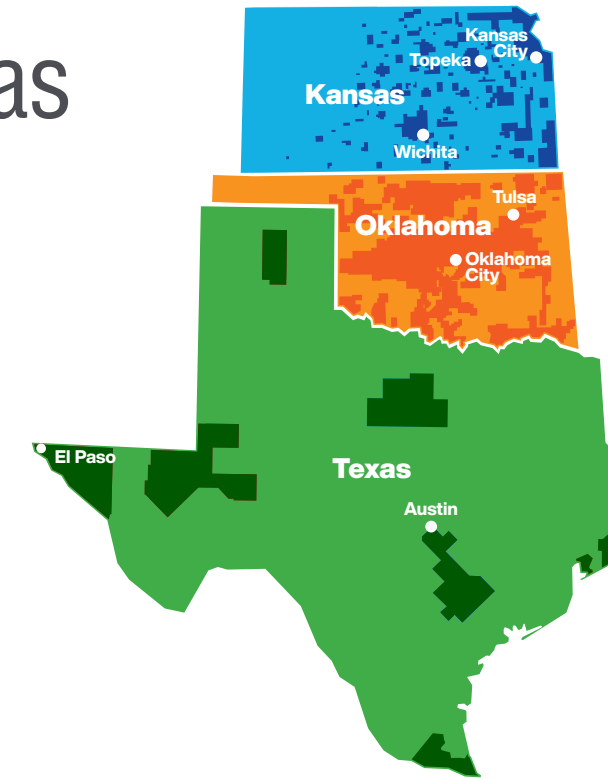 as
Kansas
City
Topeka
Kansas
Wichita
Tulsa
Oklahoma
Oklahoma
City
El Paso
Texas
Austin